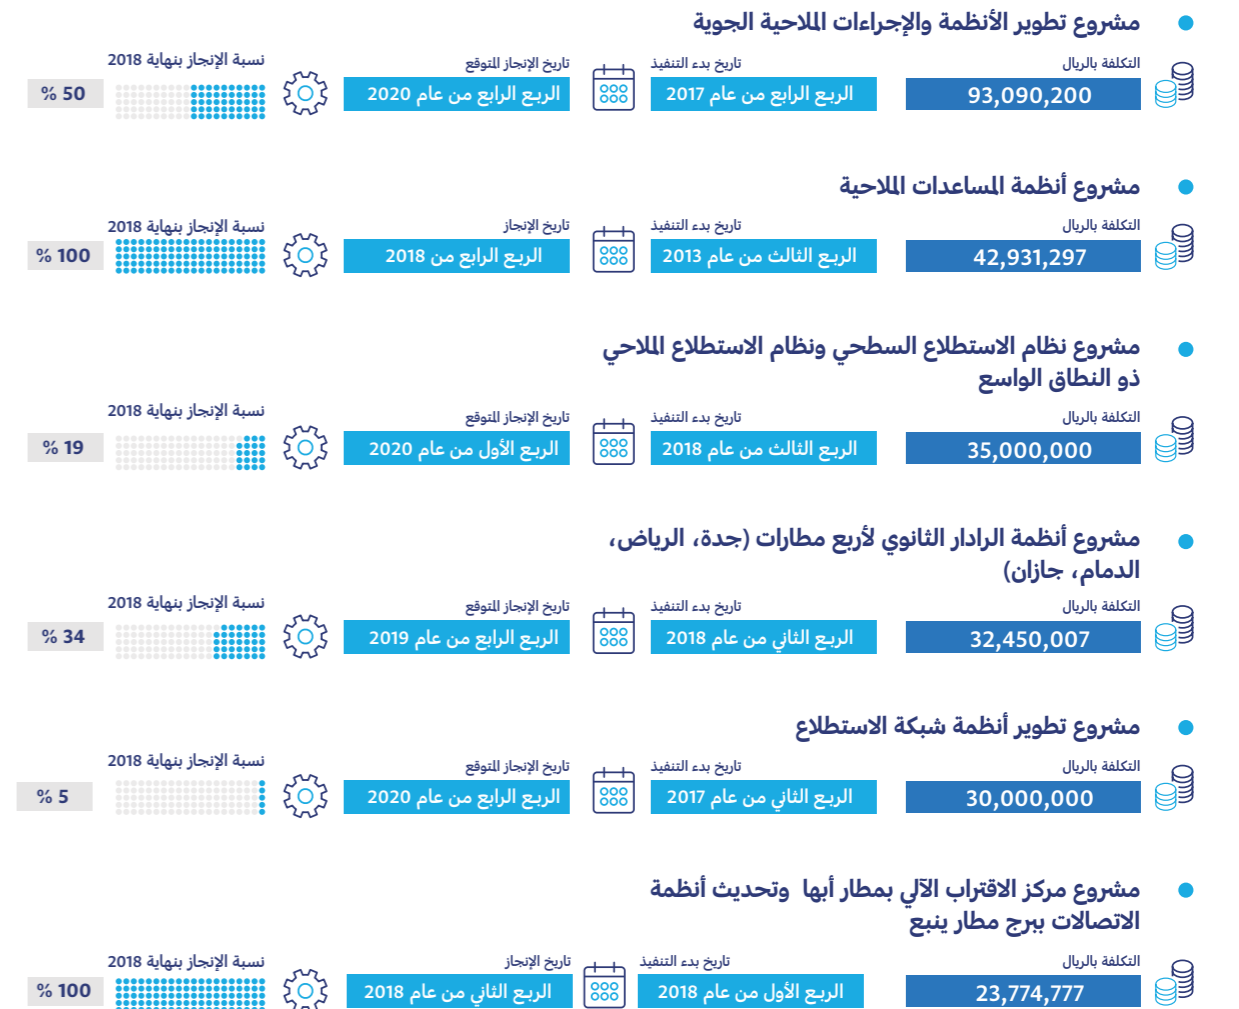 مشروع تطوير الأنظمة والإجراءات الملاحية الجوية
التكلفة بالريال
93,090,200
تاريخ بدء التنفيذ
الربع الرابع من عام 2017
تاريخ الإنجاز المتوقع
الربع الرابع من عام 2020
نسبة الإنجاز بنهاية 2018
50 %
مشروع أنظمة المساعدات الملاحية
التكلفة بالريال
42,931,297
تاريخ بدء التنفيذ
الربع الثالث من عام 2013
تاريخ الإنجاز
الربع الرابع من 2018
نسبة الإنجاز بنهاية 2018
100 %
مشروع نظام الاستطلاع السطحي ونظام الاستطلاع الملاحي
ذو النطاق الواسع
التكلفة بالريال
35,000,000
تاريخ بدء التنفيذ
الربع الثالث من عام 2018
تاريخ الإنجاز المتوقع
الربع الأول من عام 2020
نسبة الإنجاز بنهاية 2018
19 %
مشروع أنظمة الرادار الثانوي لأربع مطارات (جدة، الرياض،
الدمام، جازان)
التكلفة بالريال
32,450,007
تاريخ بدء التنفيذ
الربع الثاني من عام 2018
تاريخ الإنجاز المتوقع
الربع الرابع من عام 2019
نسبة الإنجاز بنهاية 2018
34 %
مشروع تطوير أنظمة شبكة الاستطلاع
التكلفة بالريال
30,000,000
تاريخ بدء التنفيذ
الربع الثاني من عام 2017
تاريخ الإنجاز المتوقع
الربع الرابع من عام 2020
نسبة الإنجاز بنهاية 2018
5 %
مشروع مركز الاقتراب الآلي بمطار أبها وتحديث أنظمة
الاتصالات ببرج مطار ينبع
التكلفة بالريال
23,774,777
تاريخ بدء التنفيذ
الربع الأول من عام 2018
تاريخ الإنجاز
الربع الثاني من عام 2018
نسبة الإنجاز بنهاية 2018
100 %